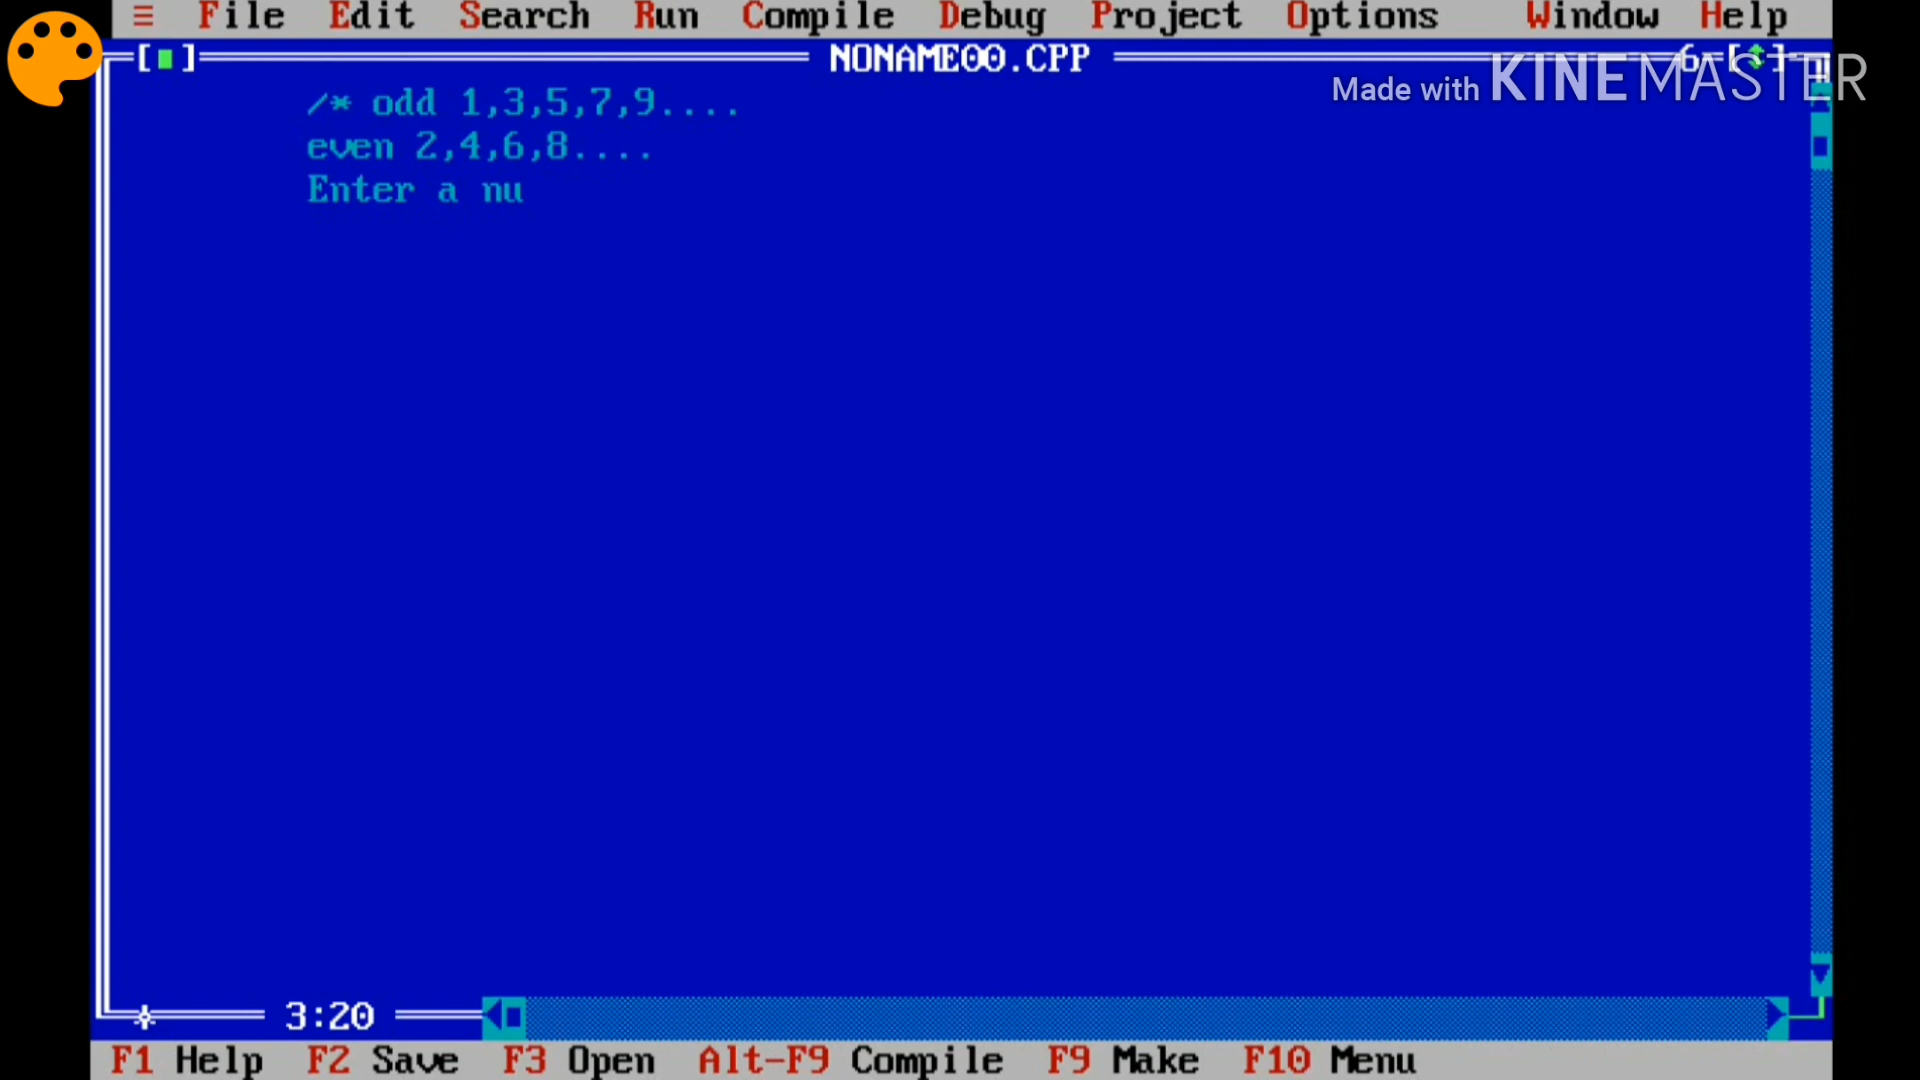 ≡ File Edit Search Run Compile Debug Project Options Window Help
[■] NONAME00.CPP 6=[↕]
Made with KINEMASTER
/* odd 1,3,5,7,9....
even 2,4,6,8....
Enter a nu
3:20
F1 Help F2 Save F3 Open Alt-F9 Compile F9 Make F10 Menu